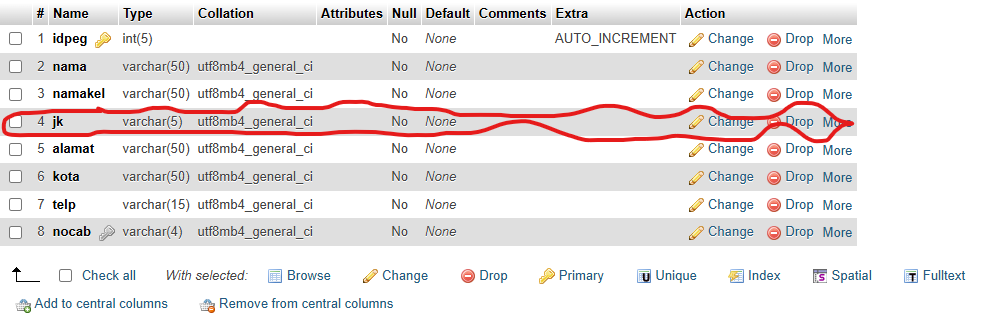 # Name Type Collation Attributes Null Default Comments Extra Action
1 idpeg int(5) No None AUTO_INCREMENT Change Drop More
2 nama varchar(50) utf8mb4_general_ci No None Change Drop More
3 namakel varchar(50) utf8mb4_general_ci No None Change Drop More
4 jk varchar(5) utf8mb4_general_ci No None Change Drop More
5 alamat varchar(50) utf8mb4_general_ci No None Change Drop More
6 kota varchar(50) utf8mb4_general_ci No None Change Drop More
7 telp varchar(15) utf8mb4_general_ci No None Change Drop More
8 nocab varchar(4) utf8mb4_general_ci No None Change Drop More
Check all With selected: Browse Change Drop Primary Unique Index Spatial Fulltext
Add to central columns Remove from central columns